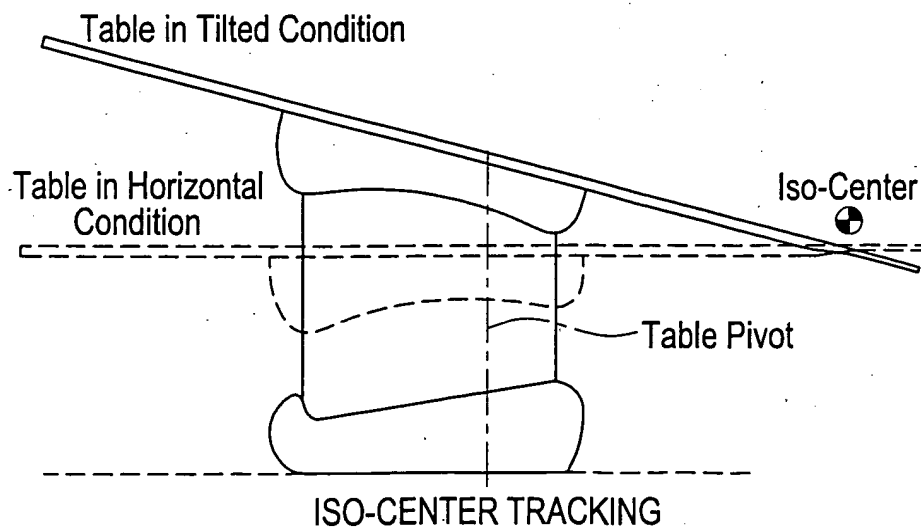 Table in Tilted Condition
Table in Horizontal
Condition
Iso-Center
Table Pivot
ISO-CENTER TRACKING